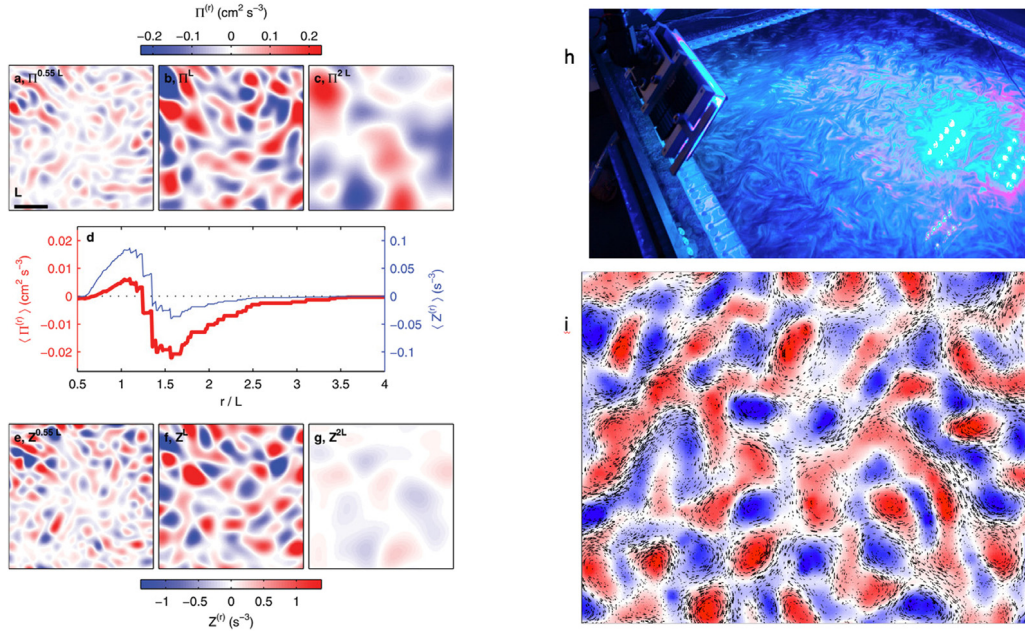 Π⁽ʳ⁾ (cm² s⁻³)
−0.2 −0.1 0 0.1 0.2
a, Π^0.55 L
b, Π^L
c, Π^2 L
L
d
0.02
0.01
0
−0.01
−0.02
⟨Π⁽ʳ⁾⟩ (cm² s⁻³)
0.1
0.05
0
−0.05
−0.1
⟨Z⁽ʳ⁾⟩ (s⁻³)
0.5 1 1.5 2 2.5 3 3.5 4
r / L
e, Z^0.55 L
f, Z^L
g, Z^2L
−1 −0.5 0 0.5 1
Z⁽ʳ⁾ (s⁻³)
h
i